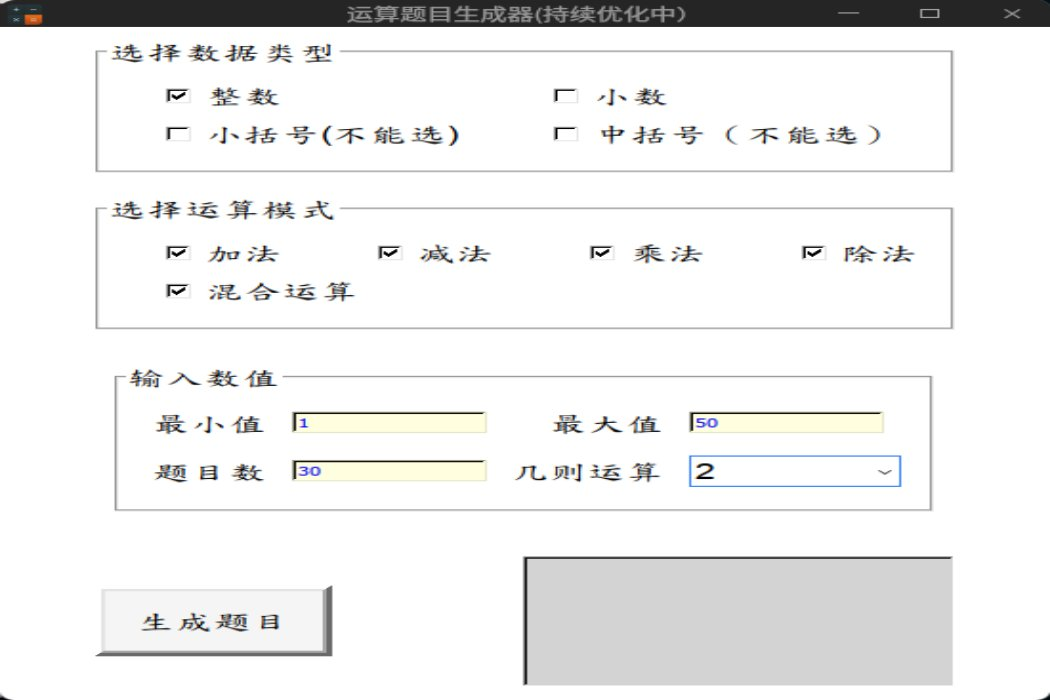 运算题目生成器(持续优化中)
选择数据类型
整数 小数
小括号(不能选) 中括号（不能选）
选择运算模式
加法 减法 乘法 除法
混合运算
输入数值
最小值 1 最大值 50
题目数 30 几则运算 2
生成题目